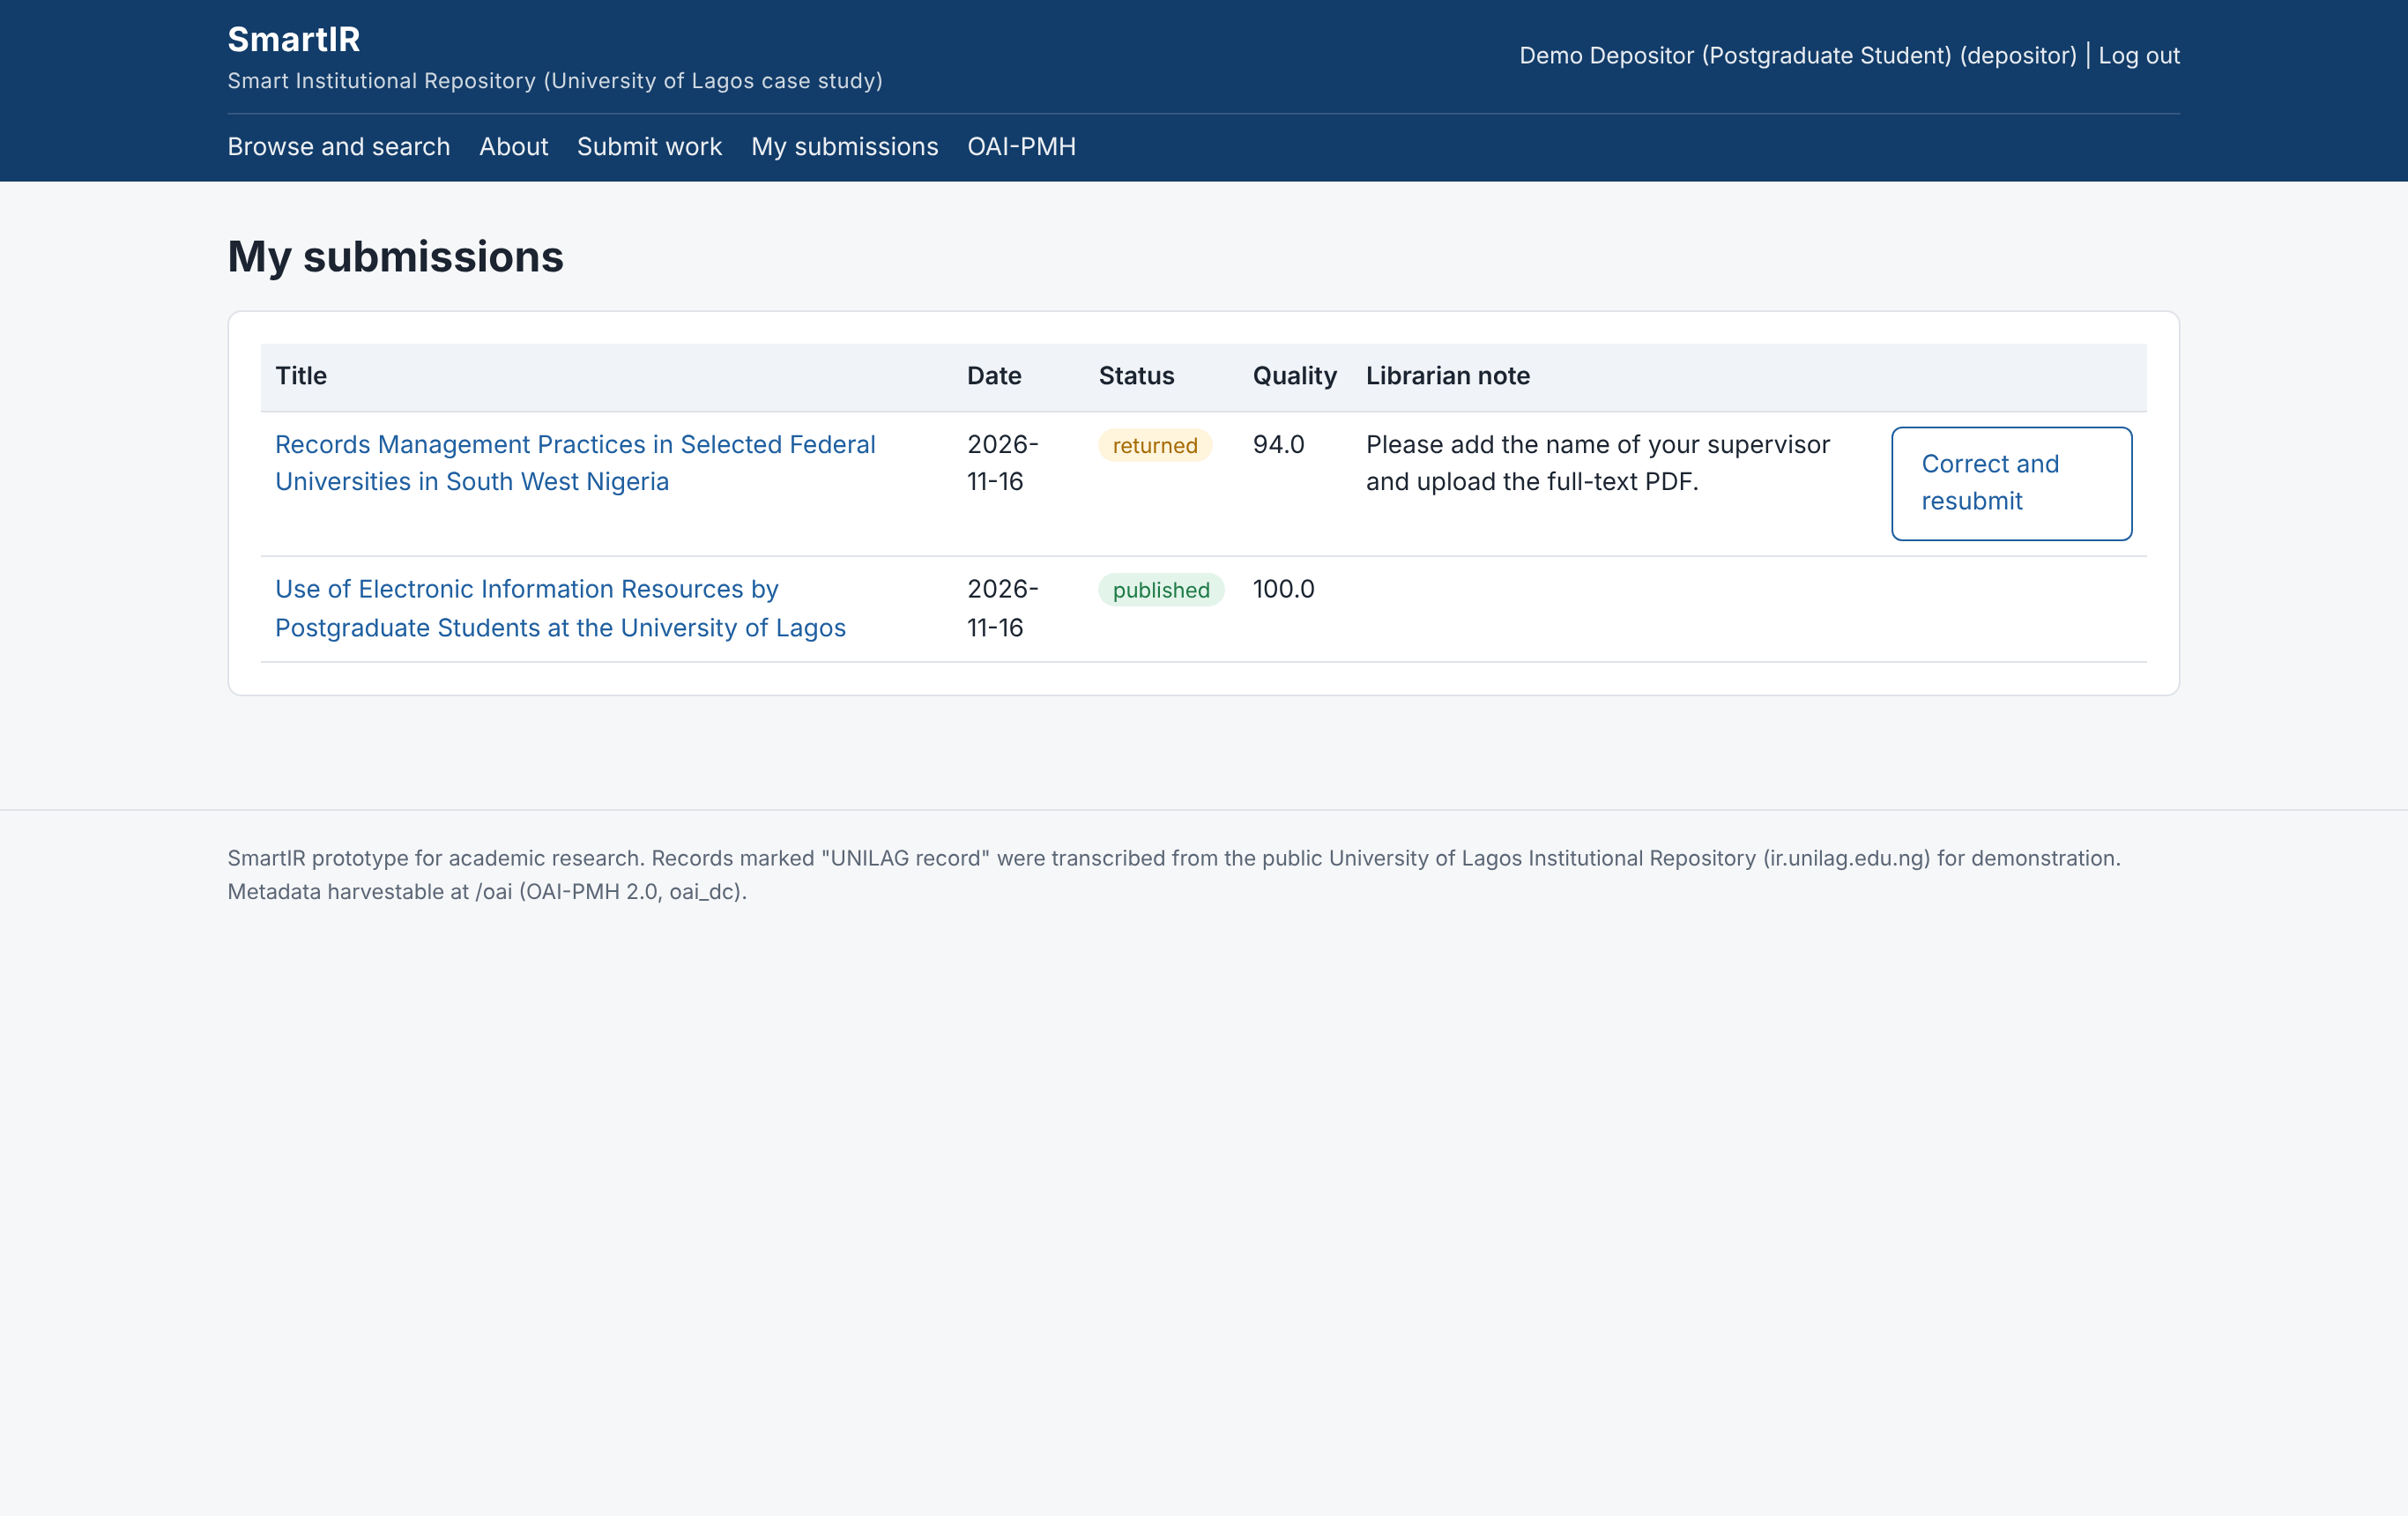 SmartIR
Smart Institutional Repository (University of Lagos case study)
Demo Depositor (Postgraduate Student) (depositor) | Log out
Browse and search About Submit work My submissions OAI-PMH
My submissions
Title Date Status Quality Librarian note
Records Management Practices in Selected Federal
Universities in South West Nigeria
2026-
11-16
returned
94.0
Please add the name of your supervisor
and upload the full-text PDF.
Correct and
resubmit
Use of Electronic Information Resources by
Postgraduate Students at the University of Lagos
2026-
11-16
published
100.0
SmartIR prototype for academic research. Records marked "UNILAG record" were transcribed from the public University of Lagos Institutional Repository (ir.unilag.edu.ng) for demonstration.
Metadata harvestable at /oai (OAI-PMH 2.0, oai_dc).